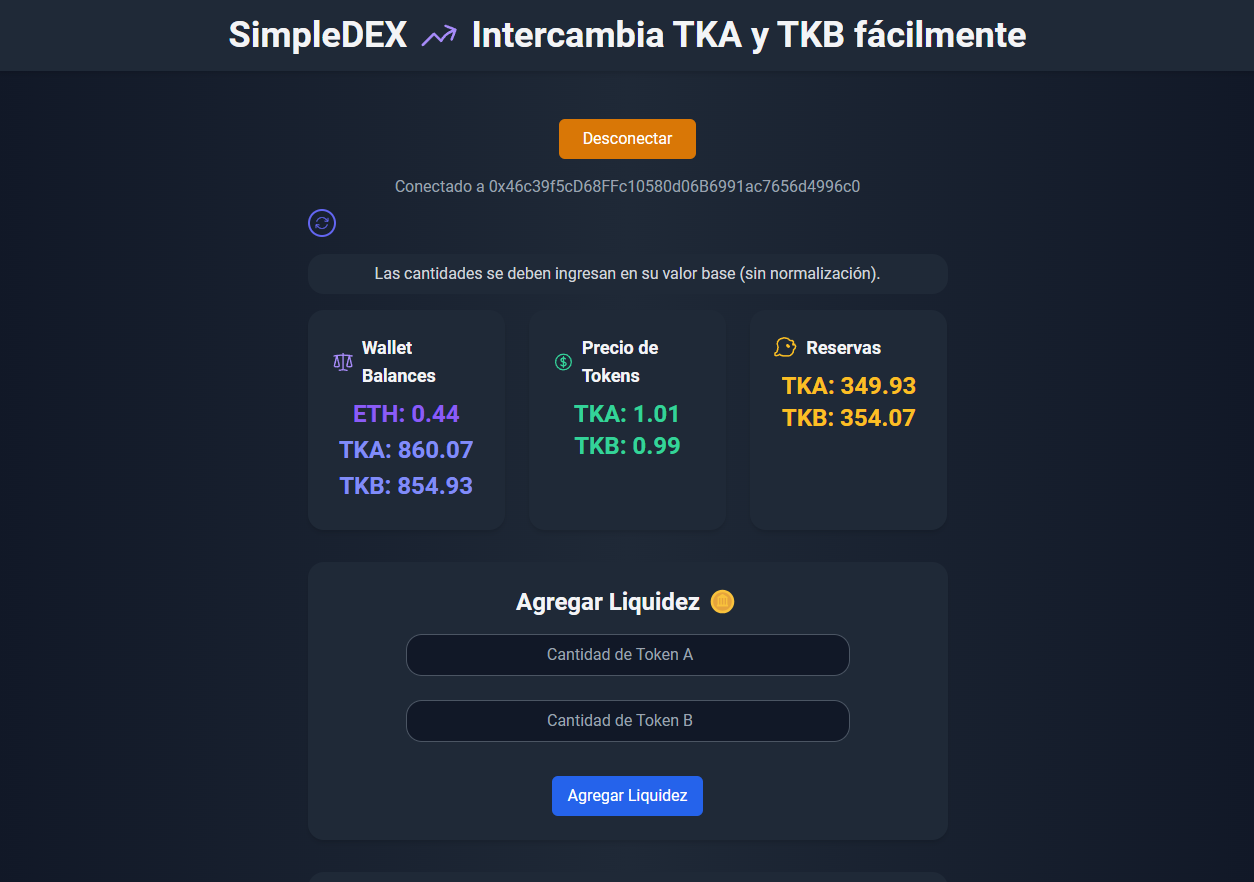 SimpleDEX Intercambia TKA y TKB fácilmente
Desconectar
Conectado a 0x46c39f5cD68FFc10580d06B6991ac7656d4996c0
Las cantidades se deben ingresan en su valor base (sin normalización).
Wallet
Balances
ETH: 0.44
TKA: 860.07
TKB: 854.93
Precio de
Tokens
TKA: 1.01
TKB: 0.99
Reservas
TKA: 349.93
TKB: 354.07
Agregar Liquidez
Cantidad de Token A
Cantidad de Token B
Agregar Liquidez